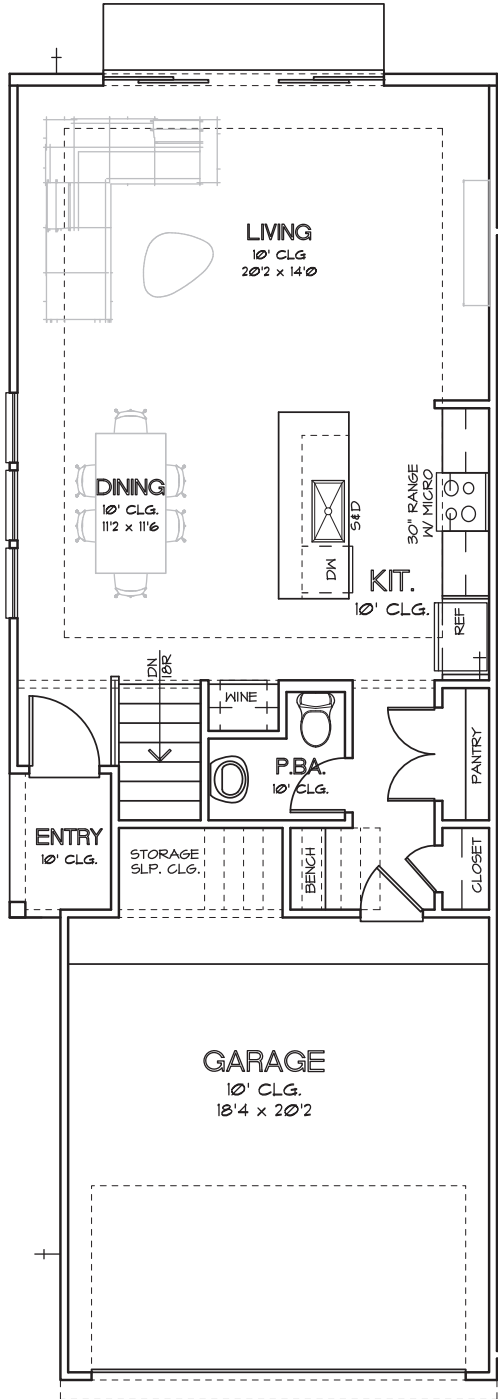 LIVING
10' CLG
20'2 x 14'0
DINING
10' CLG.
11'2 x 11'6
30" RANGE
W/ MICRO
S&D
DW
KIT.
10' CLG.
REF
DN
18R
WINE
P.BA.
10' CLG.
PANTRY
ENTRY
10' CLG.
STORAGE
SLP. CLG.
BENCH
CLOSET
GARAGE
10' CLG.
18'4 x 20'2